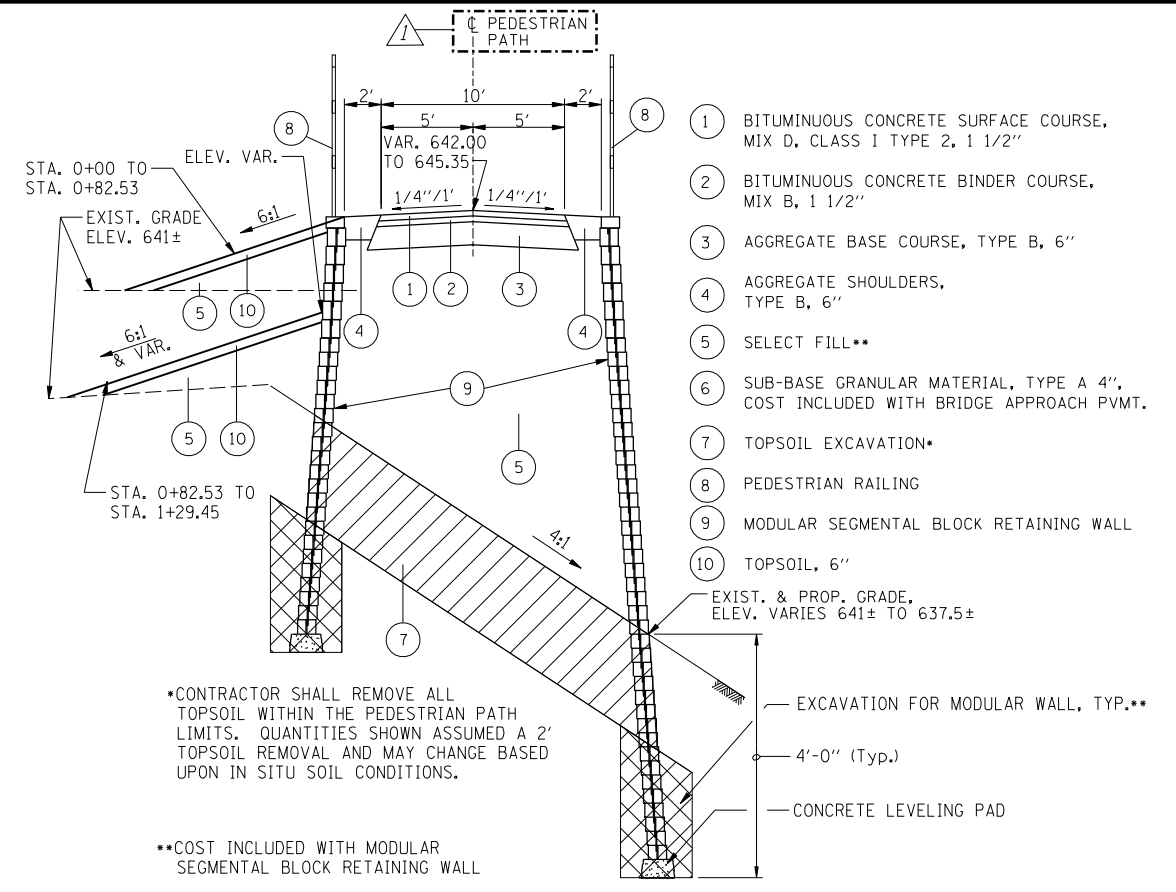 1
℄ PEDESTRIAN
PATH
2'
10'
2'
5'
5'
8
8
VAR. 642.00
TO 645.35
1/4''/1'
1/4''/1'
STA. 0+00 TO
STA. 0+82.53
ELEV. VAR.
EXIST. GRADE
ELEV. 641±
6:1
5
10
1
2
3
4
4
6:1
& VAR.
9
5
10
5
STA. 0+82.53 TO
STA. 1+29.45
4:1
7
1 BITUMINUOUS CONCRETE SURFACE COURSE,
MIX D, CLASS I TYPE 2, 1 1/2''
2 BITUMINUOUS CONCRETE BINDER COURSE,
MIX B, 1 1/2''
3 AGGREGATE BASE COURSE, TYPE B, 6''
4 AGGREGATE SHOULDERS,
TYPE B, 6''
5 SELECT FILL**
6 SUB-BASE GRANULAR MATERIAL, TYPE A 4'',
COST INCLUDED WITH BRIDGE APPROACH PVMT.
7 TOPSOIL EXCAVATION*
8 PEDESTRIAN RAILING
9 MODULAR SEGMENTAL BLOCK RETAINING WALL
10 TOPSOIL, 6''
EXIST. & PROP. GRADE,
ELEV. VARIES 641± TO 637.5±
EXCAVATION FOR MODULAR WALL, TYP.**
4'-0'' (Typ.)
CONCRETE LEVELING PAD
*CONTRACTOR SHALL REMOVE ALL
TOPSOIL WITHIN THE PEDESTRIAN PATH
LIMITS. QUANTITIES SHOWN ASSUMED A 2'
TOPSOIL REMOVAL AND MAY CHANGE BASED
UPON IN SITU SOIL CONDITIONS.
**COST INCLUDED WITH MODULAR
SEGMENTAL BLOCK RETAINING WALL